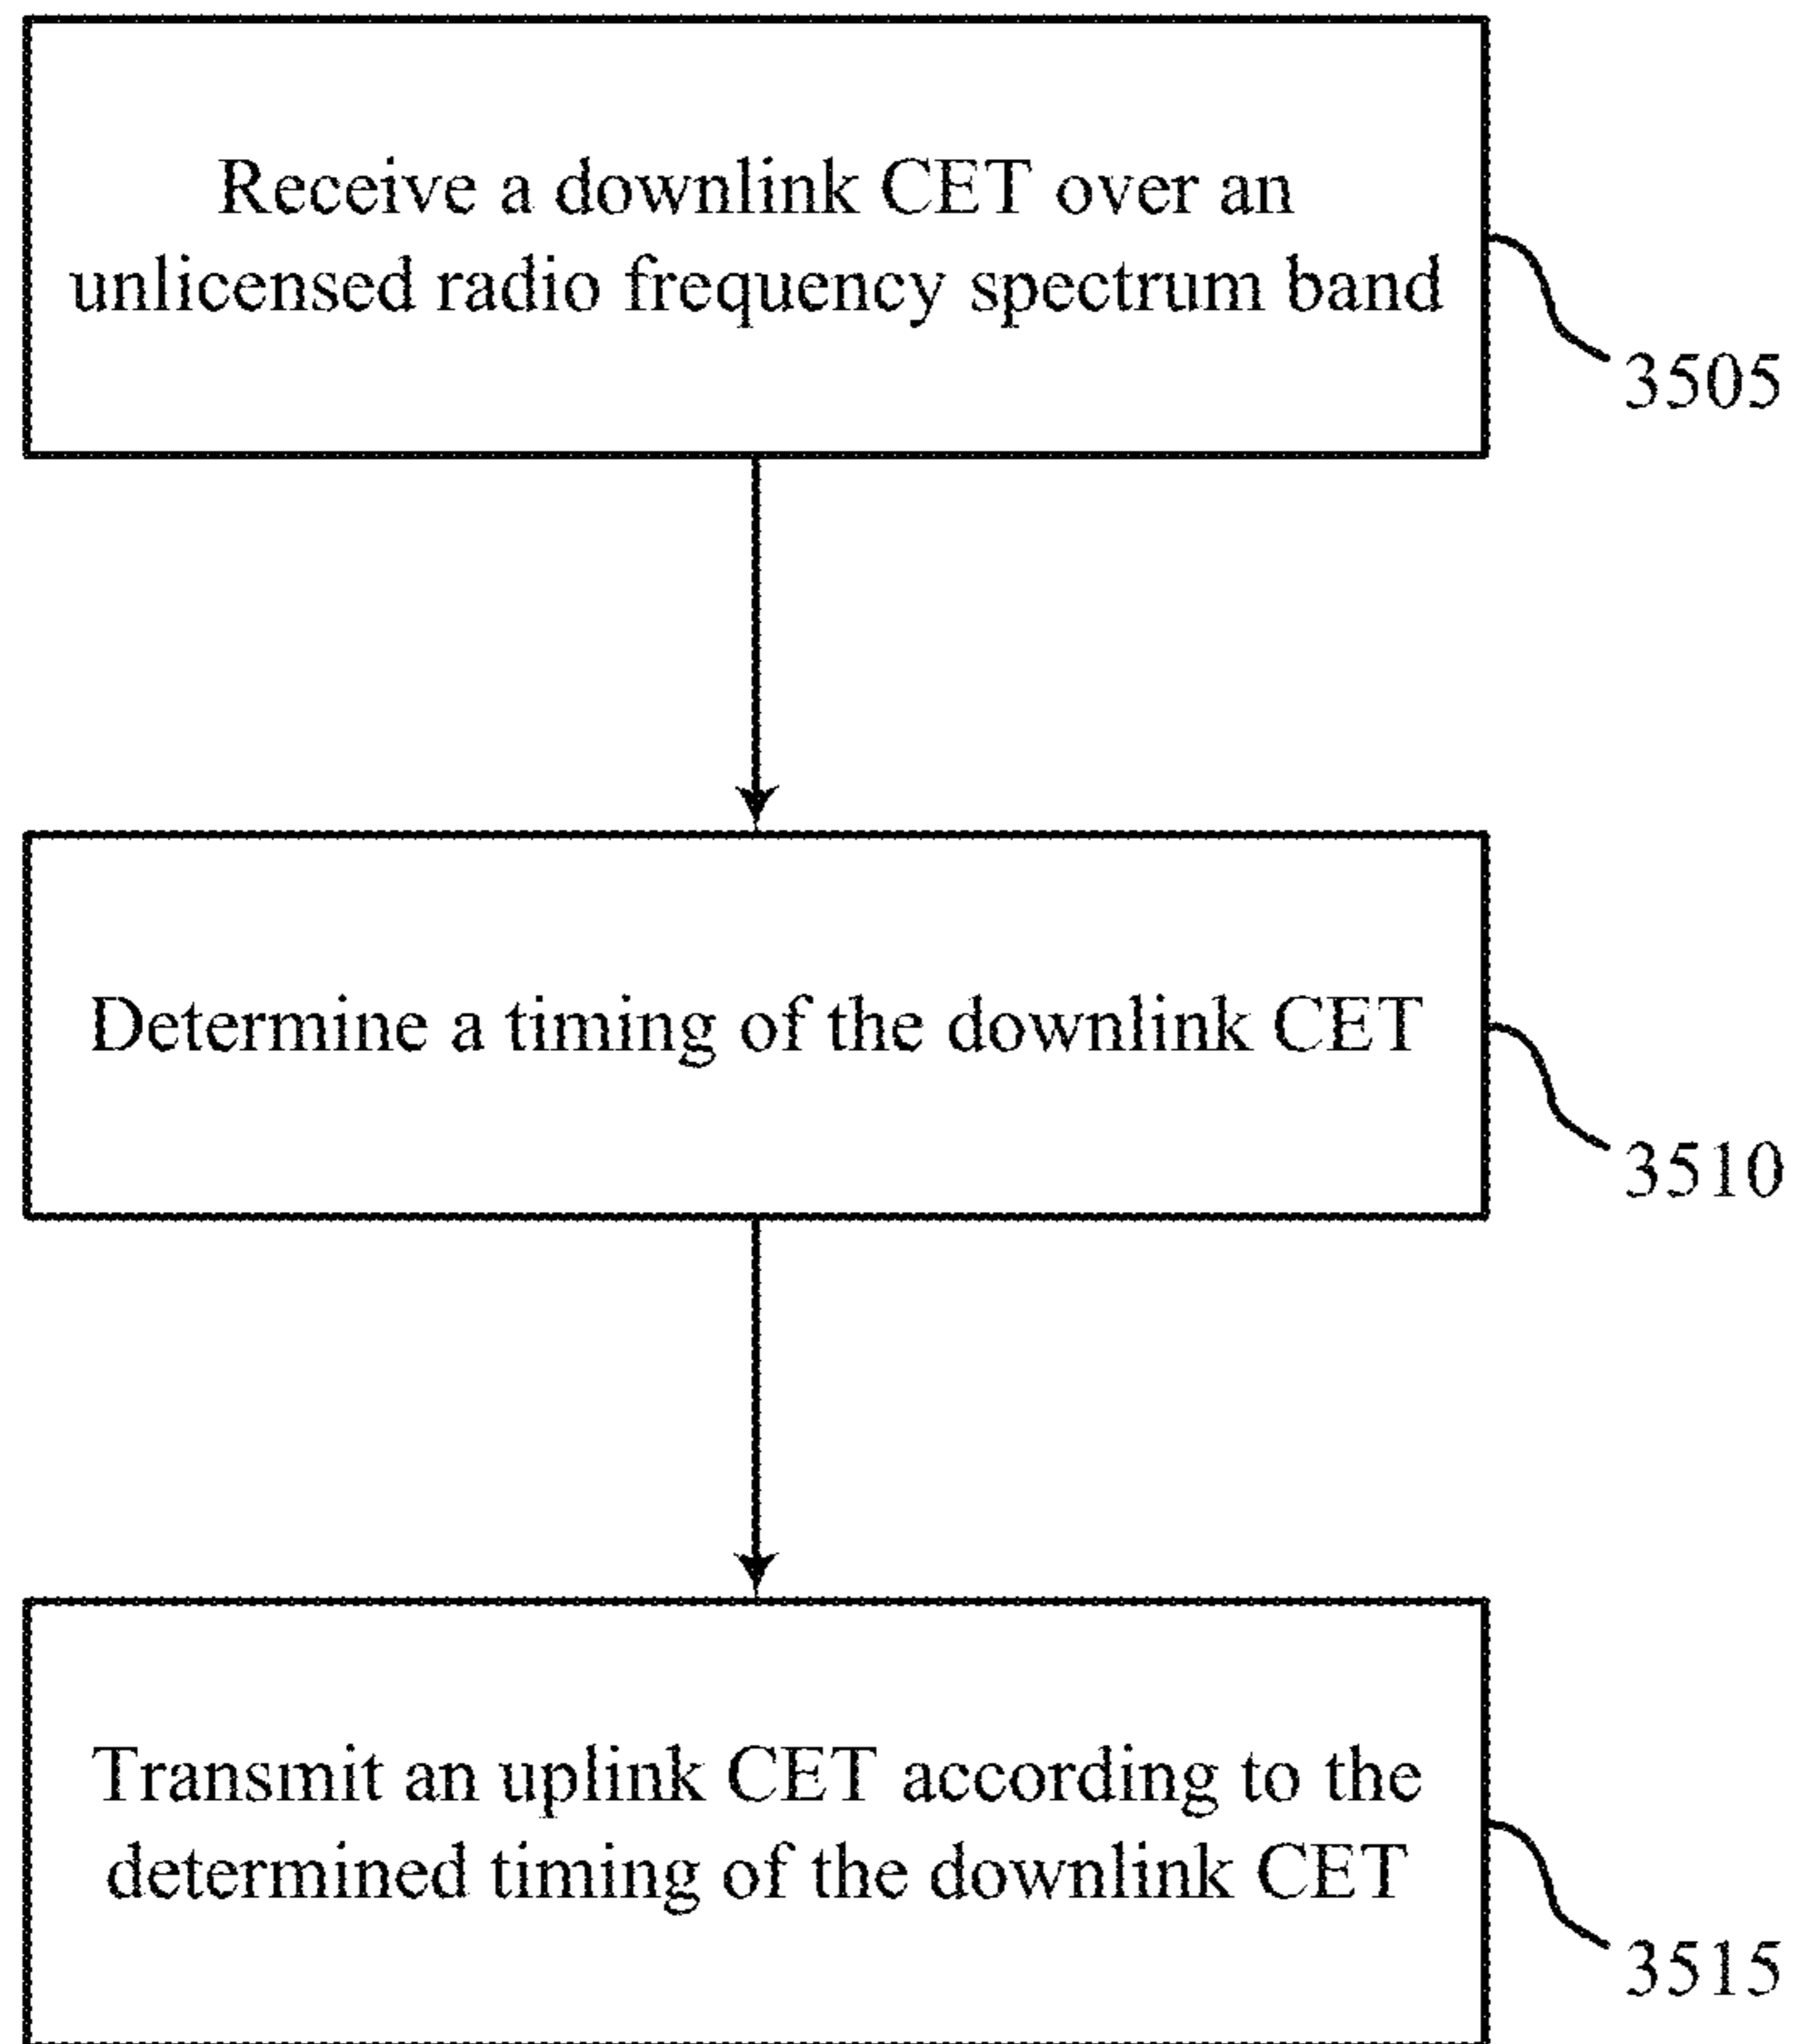 Receive a downlink CET over an
unlicensed radio frequency spectrum band
3505
Determine a timing of the downlink CET
3510
Transmit an uplink CET according to the
determined timing of the downlink CET
3515